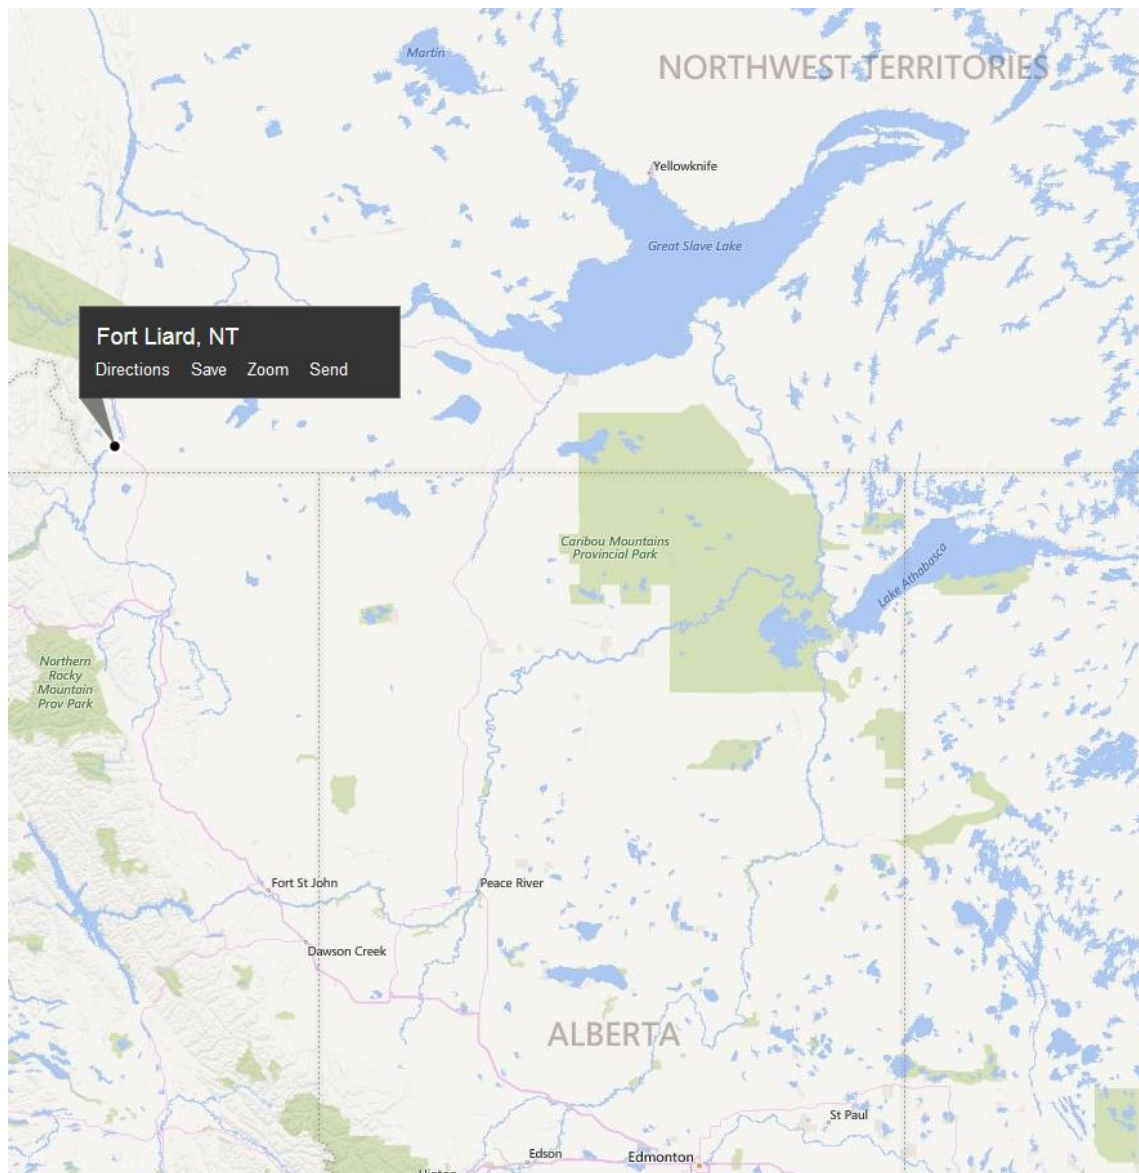 Martin
NORTHWEST TERRITORIES
Yellowknife
Great Slave Lake
Fort Liard, NT
Directions Save Zoom Send
Caribou Mountains
Provincial Park
Lake Athabasca
Northern
Rocky
Mountain
Prov Park
Fort St John
Peace River
Dawson Creek
ALBERTA
St Paul
Edson
Edmonton